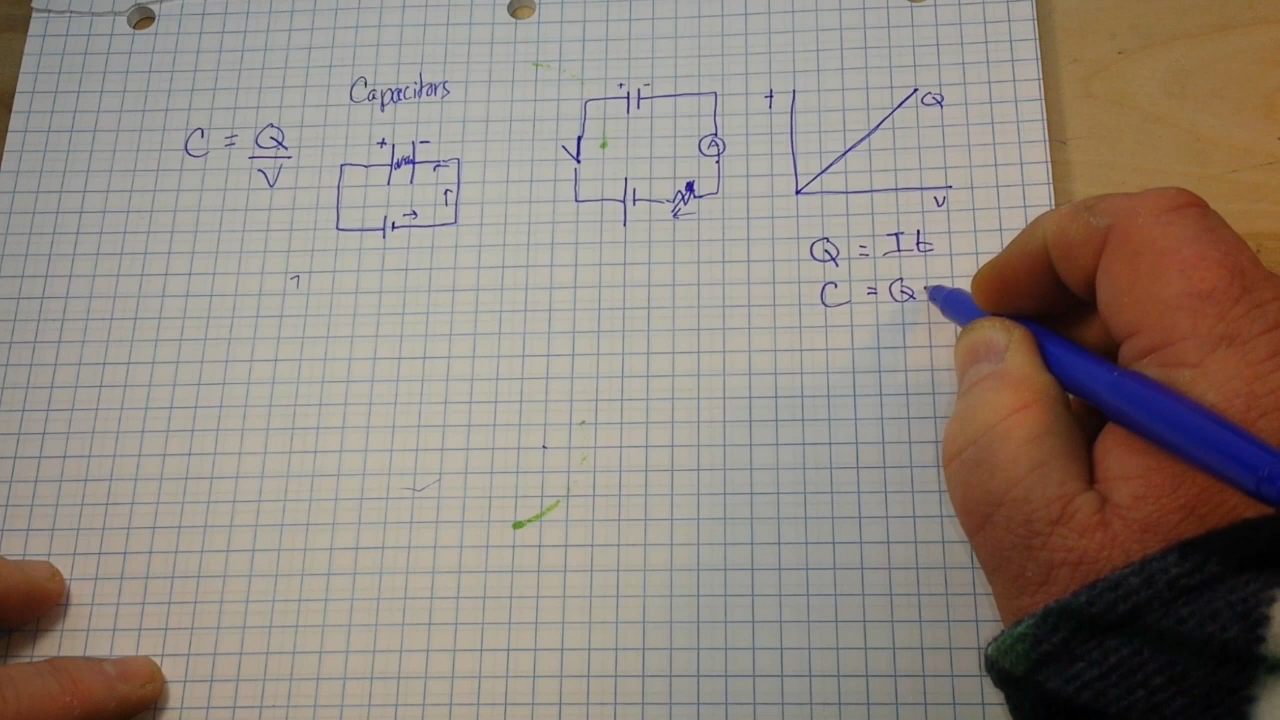 Capacitors
C = Q
V
+ -
+ -
A
+
Q
V
Q = It
C = Q